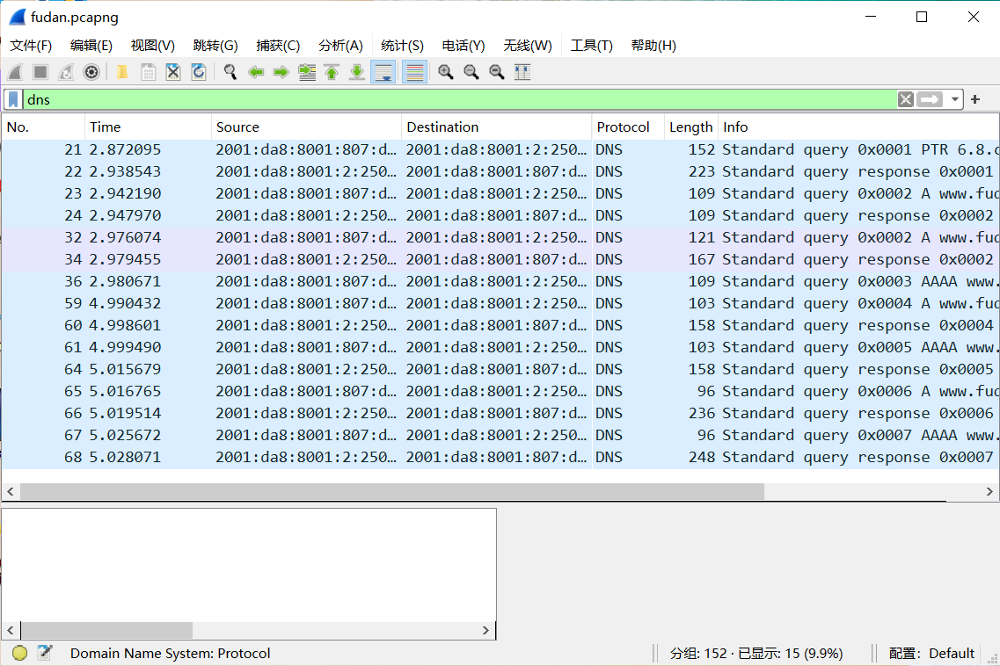 fudan.pcapng
文件(F) 编辑(E) 视图(V) 跳转(G) 捕获(C) 分析(A) 统计(S) 电话(Y) 无线(W) 工具(T) 帮助(H)
dns
No. Time Source Destination Protocol Length Info
21 2.872095 2001:da8:8001:807:d… 2001:da8:8001:2:250… DNS 152 Standard query 0x0001 PTR 6.8.
22 2.938543 2001:da8:8001:2:250… 2001:da8:8001:807:d… DNS 223 Standard query response 0x0001
23 2.942190 2001:da8:8001:807:d… 2001:da8:8001:2:250… DNS 109 Standard query 0x0002 A www.fud
24 2.947970 2001:da8:8001:2:250… 2001:da8:8001:807:d… DNS 109 Standard query response 0x0002
32 2.976074 2001:da8:8001:807:d… 2001:da8:8001:2:250… DNS 121 Standard query 0x0002 A www.fud
34 2.979455 2001:da8:8001:2:250… 2001:da8:8001:807:d… DNS 167 Standard query response 0x0002
36 2.980671 2001:da8:8001:807:d… 2001:da8:8001:2:250… DNS 109 Standard query 0x0003 AAAA www.
59 4.990432 2001:da8:8001:807:d… 2001:da8:8001:2:250… DNS 103 Standard query 0x0004 A www.fud
60 4.998601 2001:da8:8001:2:250… 2001:da8:8001:807:d… DNS 158 Standard query response 0x0004
61 4.999490 2001:da8:8001:807:d… 2001:da8:8001:2:250… DNS 103 Standard query 0x0005 AAAA www.
64 5.015679 2001:da8:8001:2:250… 2001:da8:8001:807:d… DNS 158 Standard query response 0x0005
65 5.016765 2001:da8:8001:807:d… 2001:da8:8001:2:250… DNS 96 Standard query 0x0006 A www.fud
66 5.019514 2001:da8:8001:2:250… 2001:da8:8001:807:d… DNS 236 Standard query response 0x0006
67 5.025672 2001:da8:8001:807:d… 2001:da8:8001:2:250… DNS 96 Standard query 0x0007 AAAA www.
68 5.028071 2001:da8:8001:2:250… 2001:da8:8001:807:d… DNS 248 Standard query response 0x0007
Domain Name System: Protocol 分组: 152 · 已显示: 15 (9.9%) 配置: Default